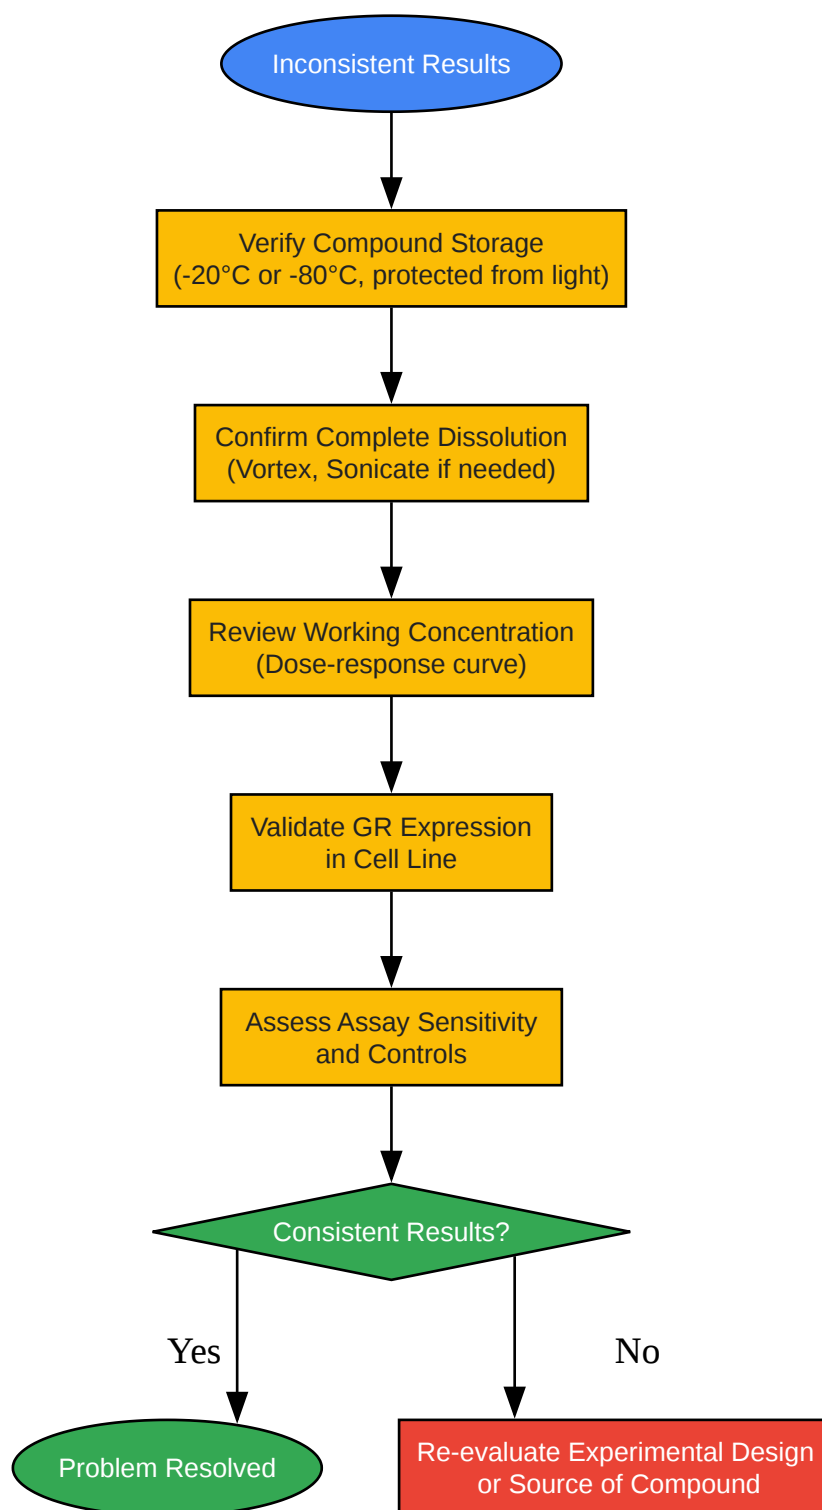 Inconsistent Results
Verify Compound Storage
(-20°C or -80°C, protected from light)
Confirm Complete Dissolution
(Vortex, Sonicate if needed)
Review Working Concentration
(Dose-response curve)
Validate GR Expression
in Cell Line
Assess Assay Sensitivity
and Controls
Consistent Results?
Yes
No
Problem Resolved
Re-evaluate Experimental Design
or Source of Compound